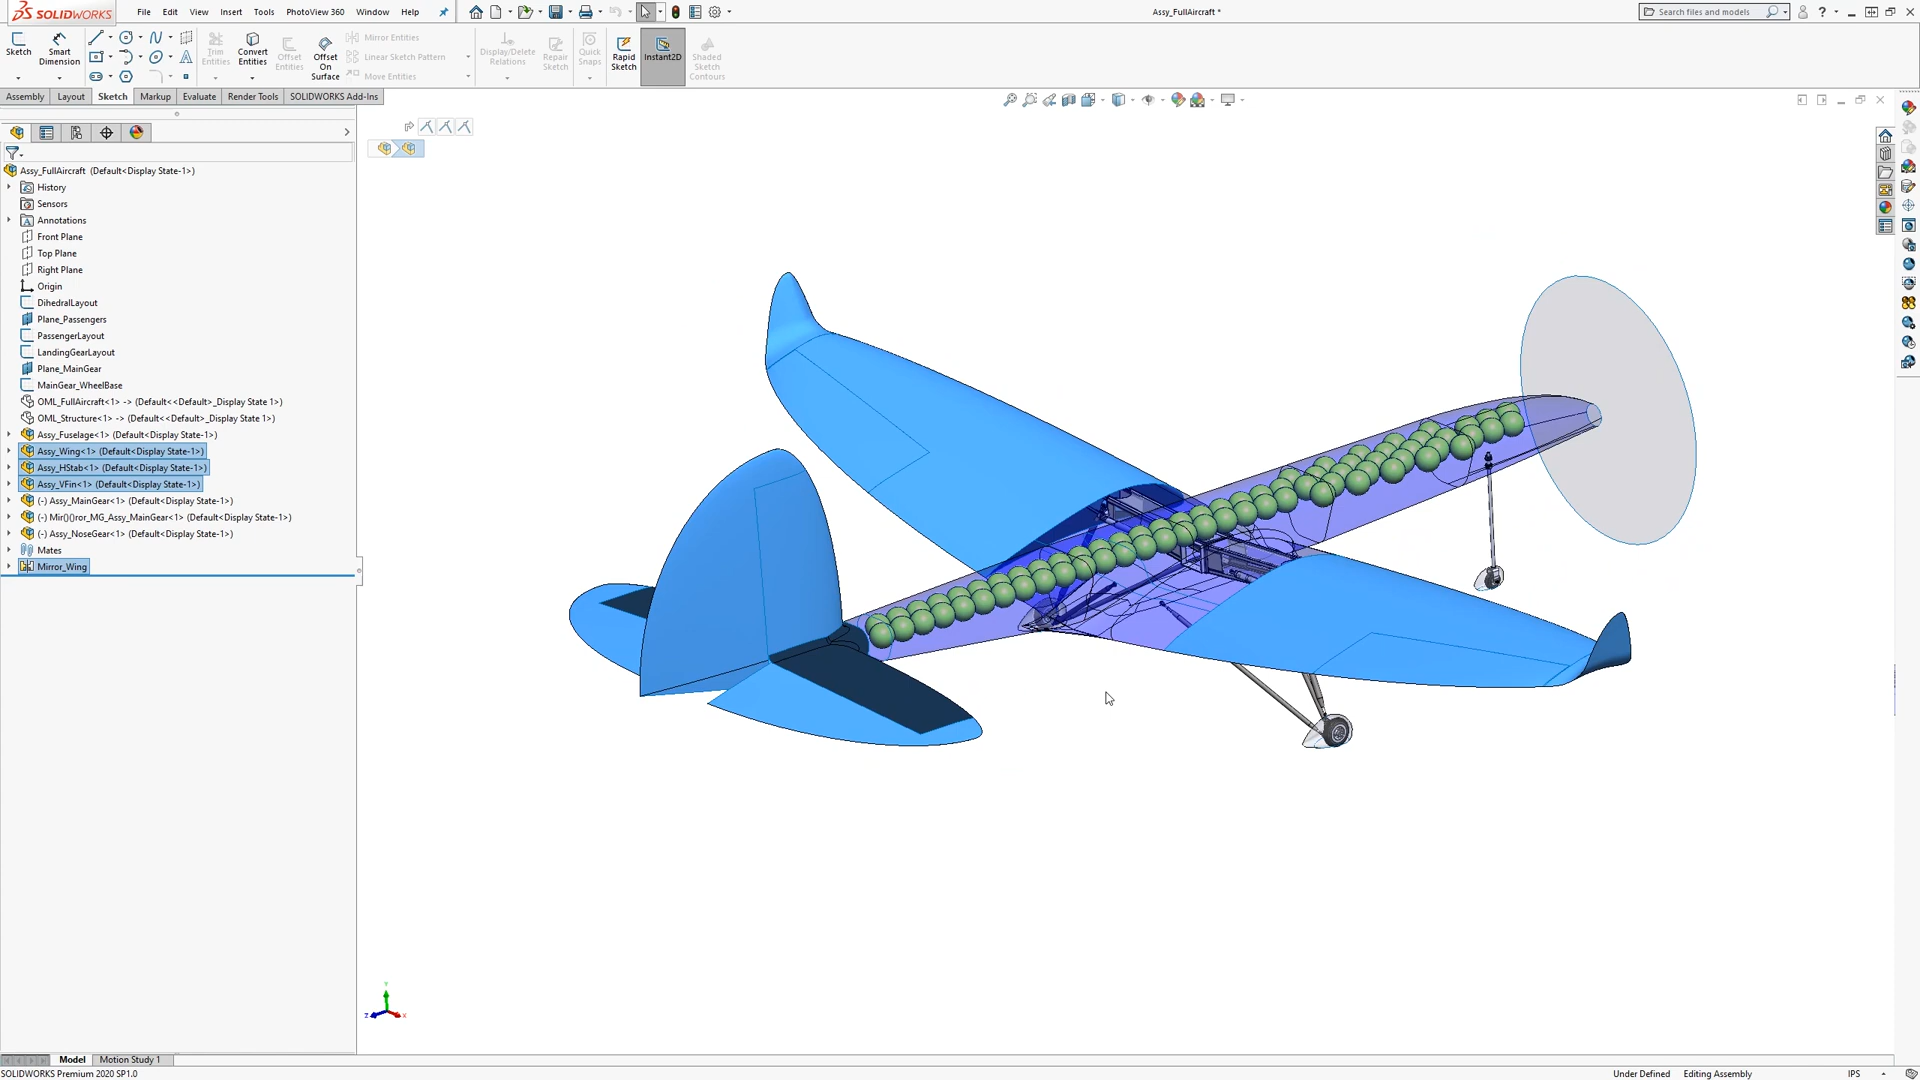 SOLIDWORKS File Edit View Insert Tools PhotoView 360 Window Help Assy_FullAircraft * Search files and models ?
Sketch Smart Dimension Trim Entities Convert Entities Offset Entities Offset On Surface Mirror Entities Linear Sketch Pattern Move Entities Display/Delete Relations Repair Sketch Quick Snaps Rapid Sketch Instant2D Shaded Sketch Contours
Assembly Layout Sketch Markup Evaluate Render Tools SOLIDWORKS Add-Ins
Assy_FullAircraft (Default<Display State-1>)
History
Sensors
Annotations
Front Plane
Top Plane
Right Plane
Origin
DihedralLayout
Plane_Passengers
PassengerLayout
LandingGearLayout
Plane_MainGear
MainGear_WheelBase
OML_FullAircraft<1> -> (Default<<Default>_Display State 1>)
OML_Structure<1> -> (Default<<Default>_Display State 1>)
Assy_Fuselage<1> (Default<Display State-1>)
Assy_Wing<1> (Default<Display State-1>)
Assy_HStab<1> (Default<Display State-1>)
Assy_VFin<1> (Default<Display State-1>)
(-) Assy_MainGear<1> (Default<Display State-1>)
(-) Mir()()ror_MG_Assy_MainGear<1> (Default<Display State-1>)
(-) Assy_NoseGear<1> (Default<Display State-1>)
Mates
Mirror_Wing
Y
Z X
Model Motion Study 1
SOLIDWORKS Premium 2020 SP1.0 Under Defined Editing Assembly IPS